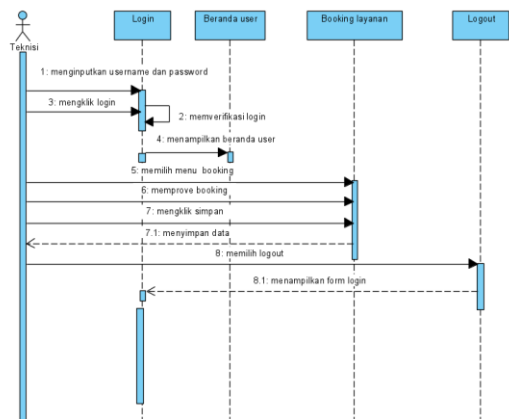 Login
Beranda user
Booking layanan
Logout
Teknisi
1: menginputkan username dan password
3: mengklik login
2: memverifikasi login
4: menampilkan beranda user
5: memilih menu booking
6: memprove booking
7: mengklik simpan
7.1: menyimpan data
8: memilih logout
8.1: menampilkan form login